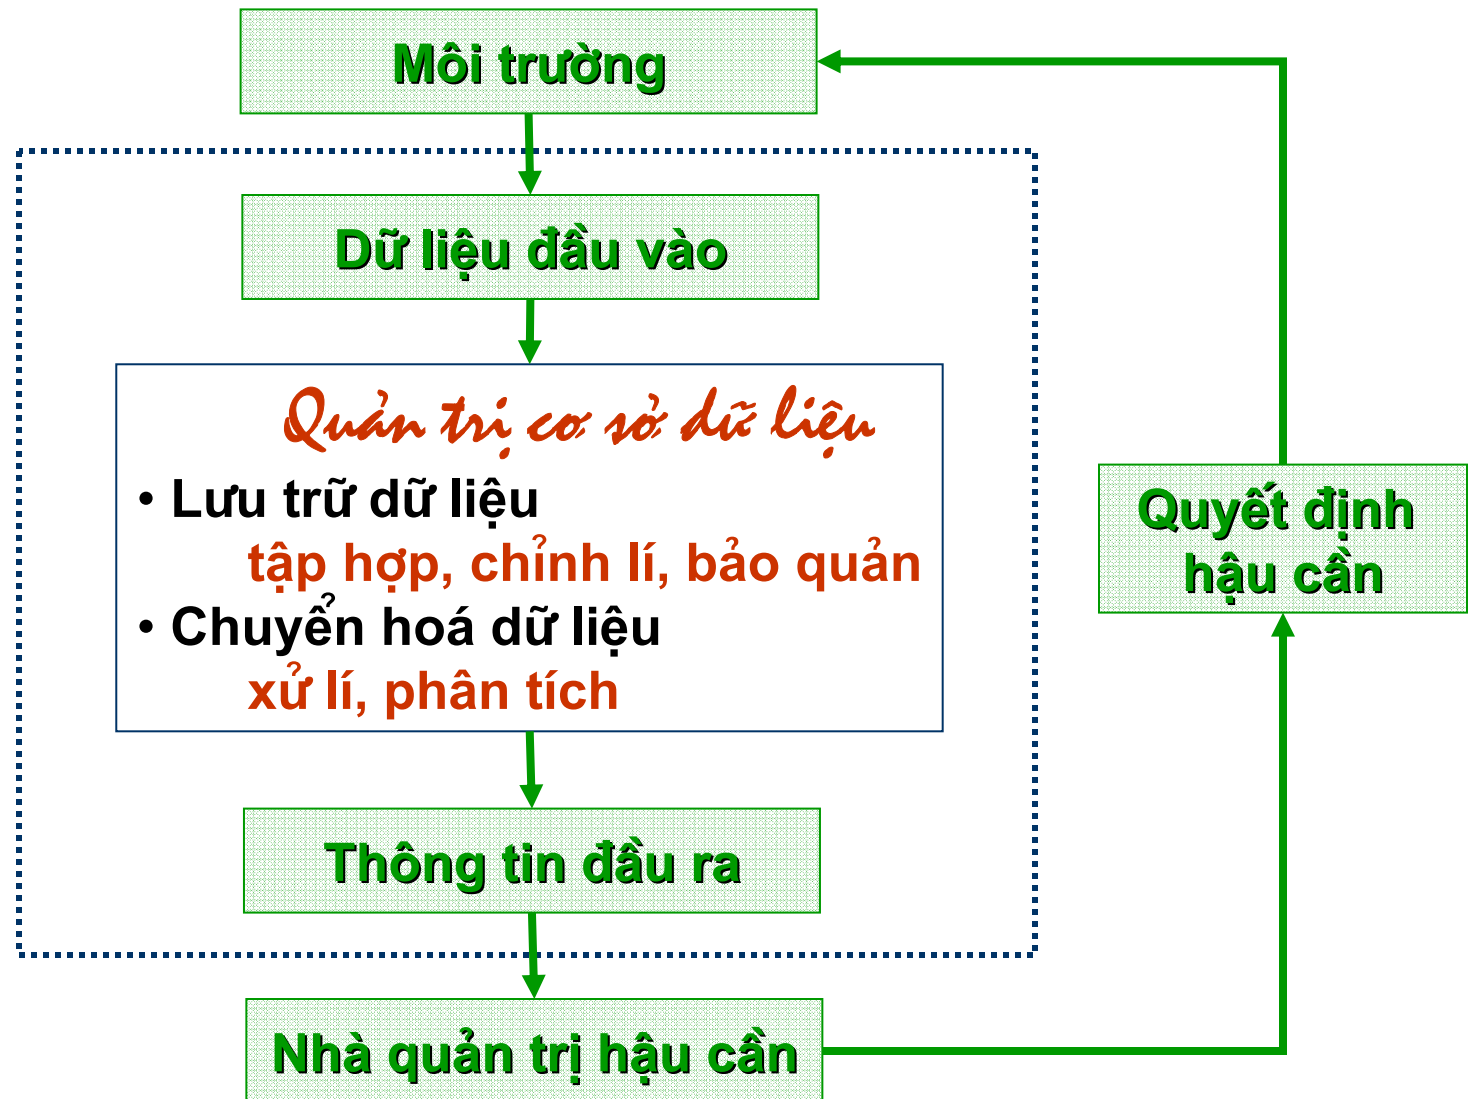 Môi trường
Dữ liệu đầu vào
Quản trị cơ sở dữ liệu
• Lưu trữ dữ liệu
tập hợp, chỉnh lí, bảo quản
• Chuyển hoá dữ liệu
xử lí, phân tích
Thông tin đầu ra
Nhà quản trị hậu cần
Quyết định
hậu cần